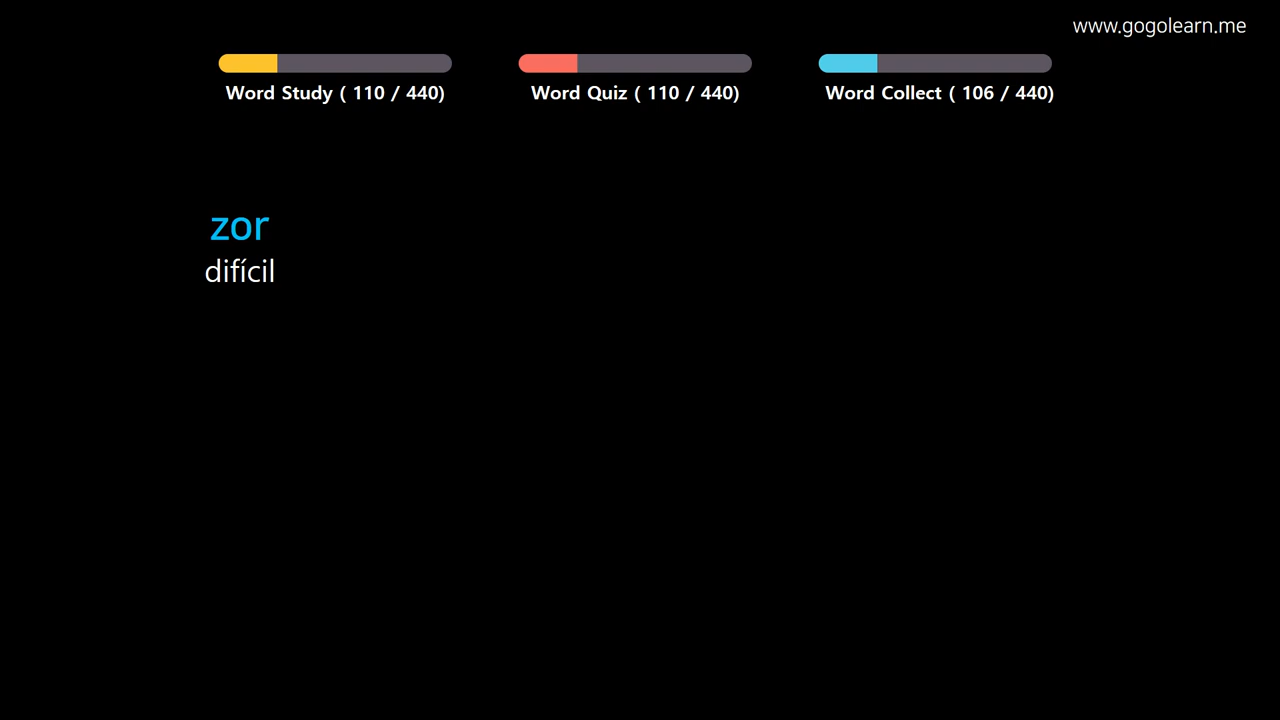 www.gogolearn.me
Word Study ( 110 / 440)
Word Quiz ( 110 / 440)
Word Collect ( 106 / 440)
zor
difícil